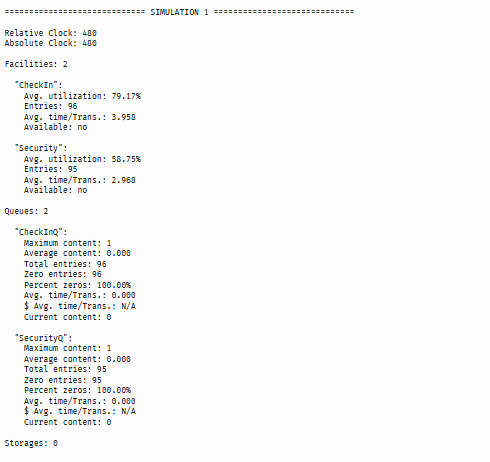 ============================= SIMULATION 1 =============================
Relative Clock: 480
Absolute Clock: 480
Facilities: 2
"CheckIn":
Avg. utilization: 79.17%
Entries: 96
Avg. time/Trans.: 3.958
Available: no
"Security":
Avg. utilization: 58.75%
Entries: 95
Avg. time/Trans.: 2.968
Available: no
Queues: 2
"CheckInQ":
Maximum content: 1
Average content: 0.000
Total entries: 96
Zero entries: 96
Percent zeros: 100.00%
Avg. time/Trans.: 0.000
$ Avg. time/Trans.: N/A
Current content: 0
"SecurityQ":
Maximum content: 1
Average content: 0.000
Total entries: 95
Zero entries: 95
Percent zeros: 100.00%
Avg. time/Trans.: 0.000
$ Avg. time/Trans.: N/A
Current content: 0
Storages: 0